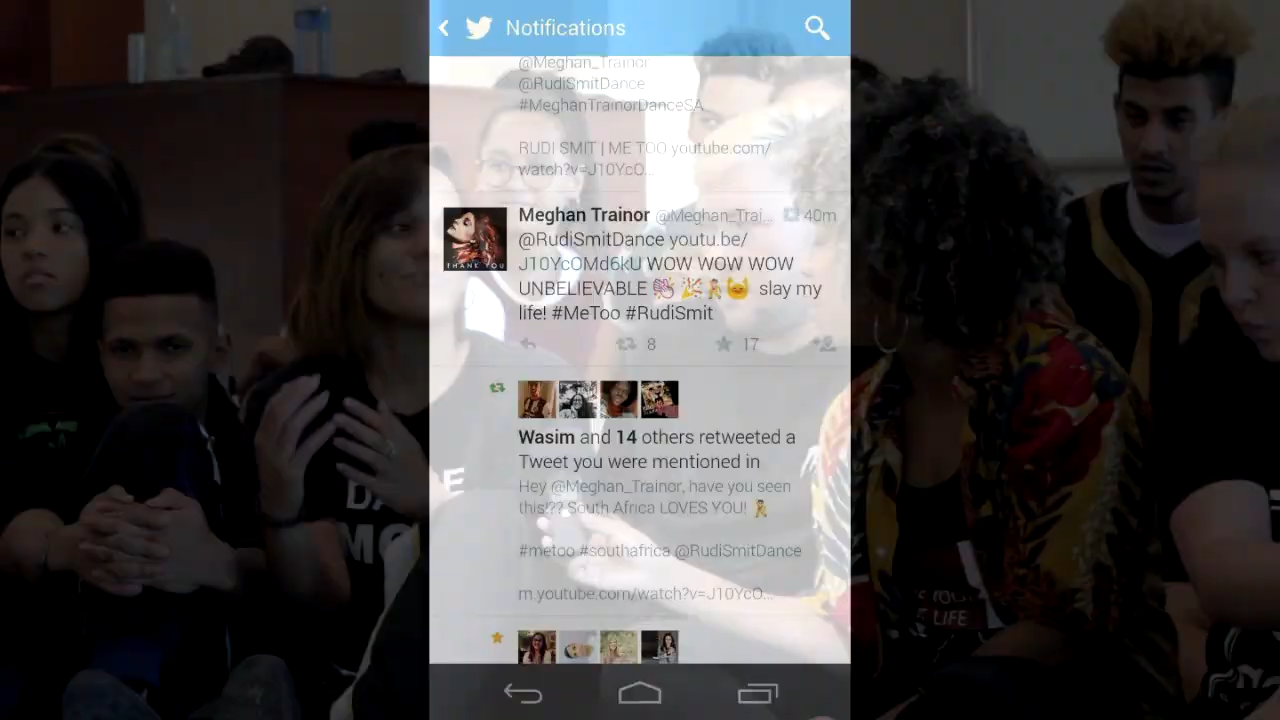 Notifications
@Meghan_Trainor
@RudiSmitDance
#MeghanTrainorDanceSA
RUDI SMIT | ME TOO youtube.com/
watch?v=J10YcO...
Meghan Trainor @Meghan_Trai... 40m
@RudiSmitDance youtu.be/
J10YcOMd6kU WOW WOW WOW
UNBELIEVABLE 👏🎉💃😸 slay my
life! #MeToo #RudiSmit
8 17
THANK YOU
Wasim and 14 others retweeted a
Tweet you were mentioned in
Hey @Meghan_Trainor, have you seen
this!?? South Africa LOVES YOU! 💃
#metoo #southafrica @RudiSmitDance
m.youtube.com/watch?v=J10YcO...
LIFE